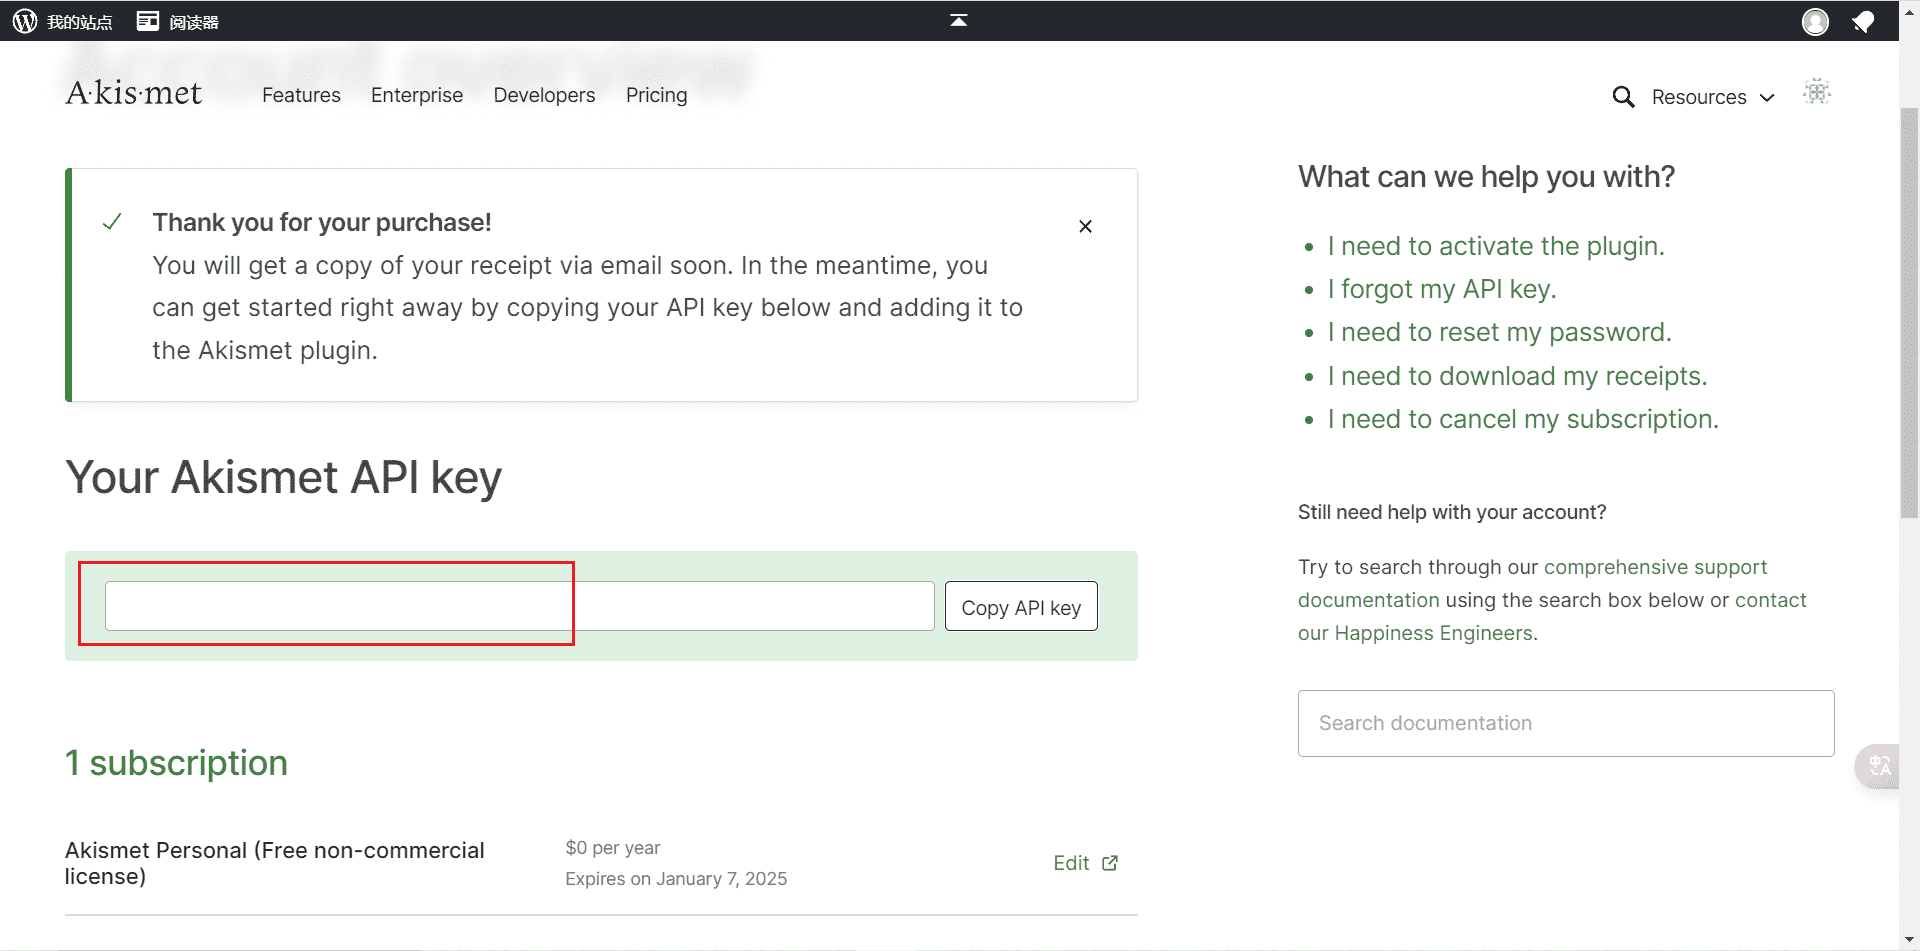 我的站点
阅读器
Account overview
A·kis·met
Features
Enterprise
Developers
Pricing
Resources
Thank you for your purchase!
You will get a copy of your receipt via email soon. In the meantime, you
can get started right away by copying your API key below and adding it to
the Akismet plugin.
Your Akismet API key
Copy API key
1 subscription
Akismet Personal (Free non-commercial
license)
$0 per year
Expires on January 7, 2025
Edit
What can we help you with?
I need to activate the plugin.
I forgot my API key.
I need to reset my password.
I need to download my receipts.
I need to cancel my subscription.
Still need help with your account?
Try to search through our comprehensive support
documentation using the search box below or contact
our Happiness Engineers.
Search documentation
中A